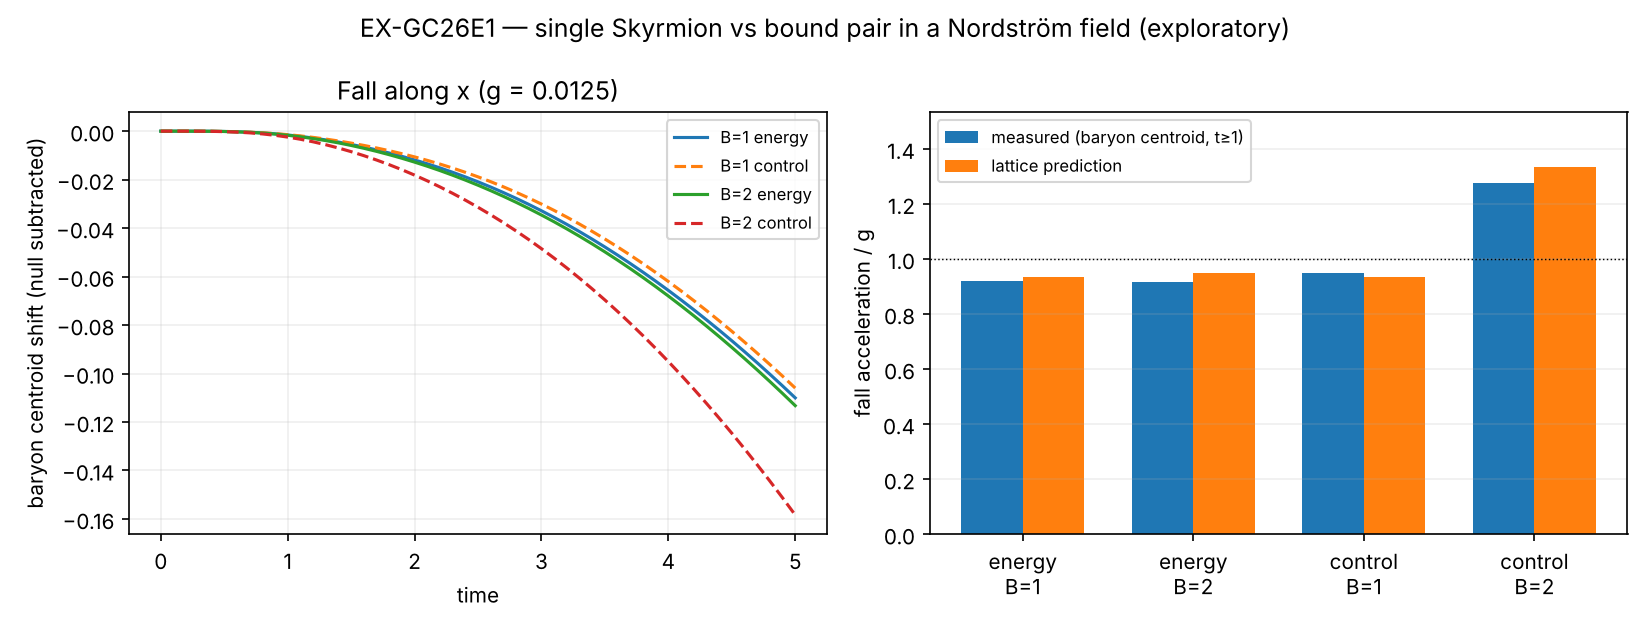 EX-GC26E1 — single Skyrmion vs bound pair in a Nordström field (exploratory)
Fall along x (g = 0.0125)
baryon centroid shift (null subtracted)
0.00
−0.02
−0.04
−0.06
−0.08
−0.10
−0.12
−0.14
−0.16
B=1 energy
B=1 control
B=2 energy
B=2 control
0 1 2 3 4 5
time
fall acceleration / g
1.4
1.2
1.0
0.8
0.6
0.4
0.2
0.0
measured (baryon centroid, t≥1)
lattice prediction
energy
B=1
energy
B=2
control
B=1
control
B=2